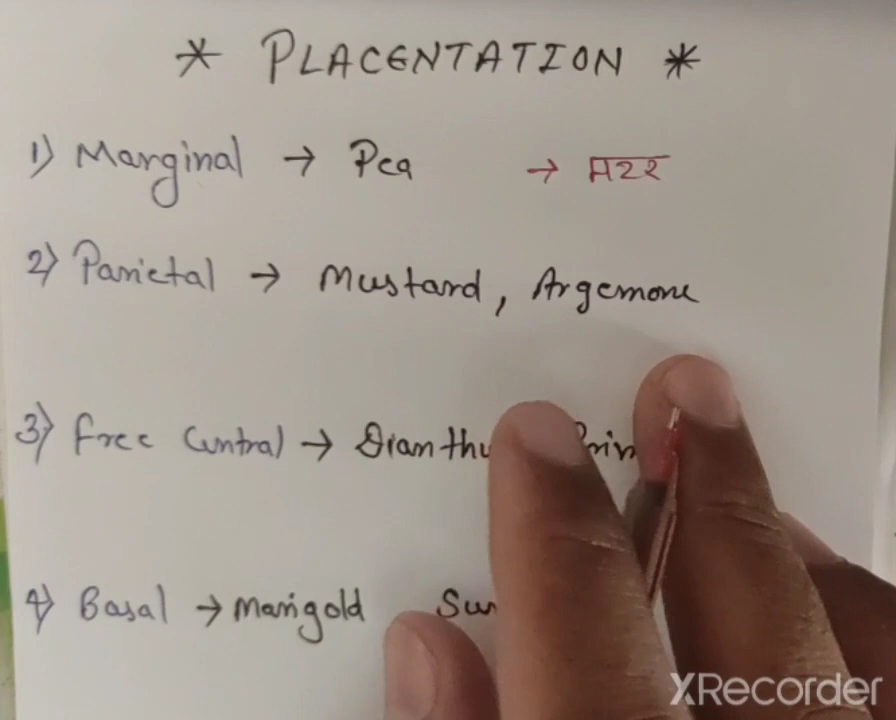 * PLACENTATION *
1) Marginal → Pea → मटर
2) Parietal → Mustard, Argemone
3) Free Central →
4) Basal → Marigold
XRecorder